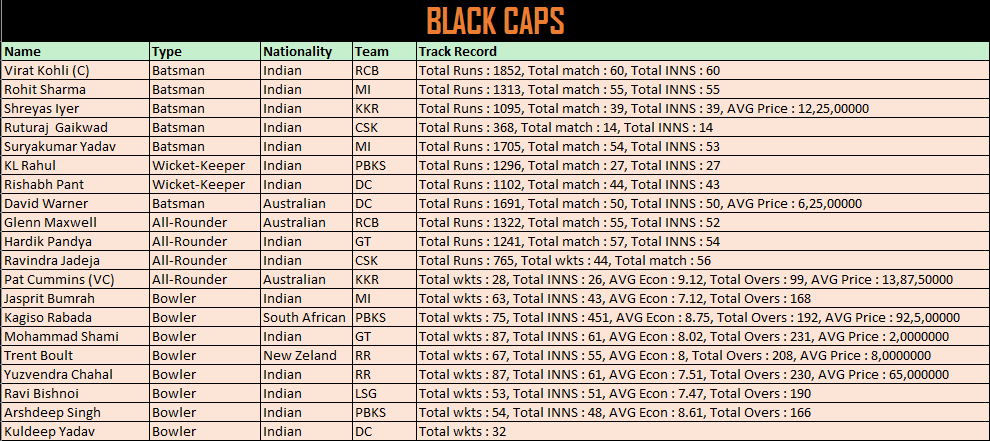 BLACK CAPS
Name Type Nationality Team Track Record
Virat Kohli (C) Batsman Indian RCB Total Runs : 1852, Total match : 60, Total INNS : 60
Rohit Sharma Batsman Indian MI Total Runs : 1313, Total match : 55, Total INNS : 55
Shreyas Iyer Batsman Indian KKR Total Runs : 1095, Total match : 39, Total INNS : 39, AVG Price : 12,25,00000
Ruturaj Gaikwad Batsman Indian CSK Total Runs : 368, Total match : 14, Total INNS : 14
Suryakumar Yadav Batsman Indian MI Total Runs : 1705, Total match : 54, Total INNS : 53
KL Rahul Wicket-Keeper Indian PBKS Total Runs : 1296, Total match : 27, Total INNS : 27
Rishabh Pant Wicket-Keeper Indian DC Total Runs : 1102, Total match : 44, Total INNS : 43
David Warner Batsman Australian DC Total Runs : 1691, Total match : 50, Total INNS : 50, AVG Price : 6,25,00000
Glenn Maxwell All-Rounder Australian RCB Total Runs : 1322, Total match : 55, Total INNS : 52
Hardik Pandya All-Rounder Indian GT Total Runs : 1241, Total match : 57, Total INNS : 54
Ravindra Jadeja All-Rounder Indian CSK Total Runs : 765, Total wkts : 44, Total match : 56
Pat Cummins (VC) All-Rounder Australian KKR Total wkts : 28, Total INNS : 26, AVG Econ : 9.12, Total Overs : 99, AVG Price : 13,87,50000
Jasprit Bumrah Bowler Indian MI Total wkts : 63, Total INNS : 43, AVG Econ : 7.12, Total Overs : 168
Kagiso Rabada Bowler South African PBKS Total wkts : 75, Total INNS : 451, AVG Econ : 8.75, Total Overs : 192, AVG Price : 92,5,00000
Mohammad Shami Bowler Indian GT Total wkts : 87, Total INNS : 61, AVG Econ : 8.02, Total Overs : 231, AVG Price : 2,0000000
Trent Boult Bowler New Zeland RR Total wkts : 67, Total INNS : 55, AVG Econ : 8, Total Overs : 208, AVG Price : 8,0000000
Yuzvendra Chahal Bowler Indian RR Total wkts : 87, Total INNS : 61, AVG Econ : 7.51, Total Overs : 230, AVG Price : 65,000000
Ravi Bishnoi Bowler Indian LSG Total wkts : 53, Total INNS : 51, AVG Econ : 7.47, Total Overs : 190
Arshdeep Singh Bowler Indian PBKS Total wkts : 54, Total INNS : 48, AVG Econ : 8.61, Total Overs : 166
Kuldeep Yadav Bowler Indian DC Total wkts : 32